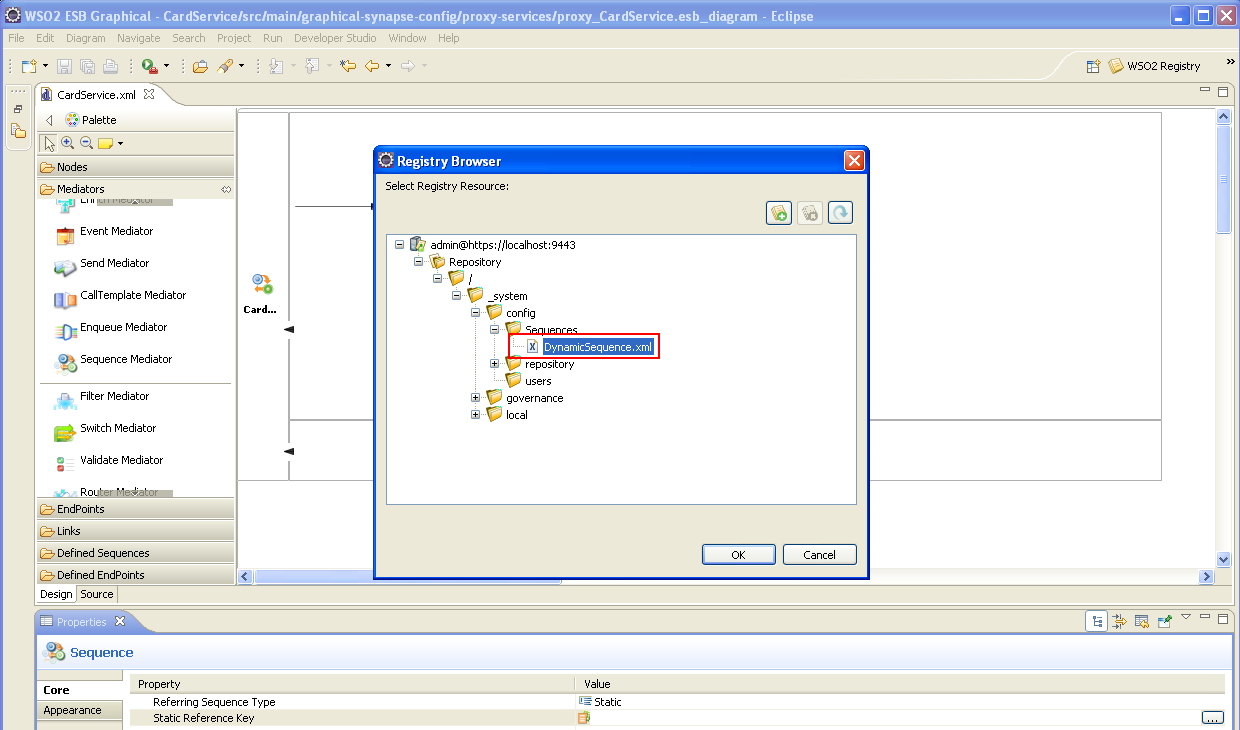 WSO2 ESB Graphical - CardService/src/main/graphical-synapse-config/proxy-services/proxy_CardService.esb_diagram - Eclipse
File Edit Diagram Navigate Search Project Run Developer Studio Window Help
WSO2 Registry
CardService.xml
Palette
Nodes
Mediators
Enrich Mediator
Event Mediator
Send Mediator
CallTemplate Mediator
Enqueue Mediator
Sequence Mediator
Filter Mediator
Switch Mediator
Validate Mediator
Router Mediator
EndPoints
Links
Defined Sequences
Defined EndPoints
Design Source
Card...
Registry Browser
Select Registry Resource:
admin@https://localhost:9443
Repository
/
_system
config
Sequences
DynamicSequence.xml
repository
users
governance
local
OK Cancel
Properties
Sequence
Core
Appearance
Property Value
Referring Sequence Type Static
Static Reference Key ...